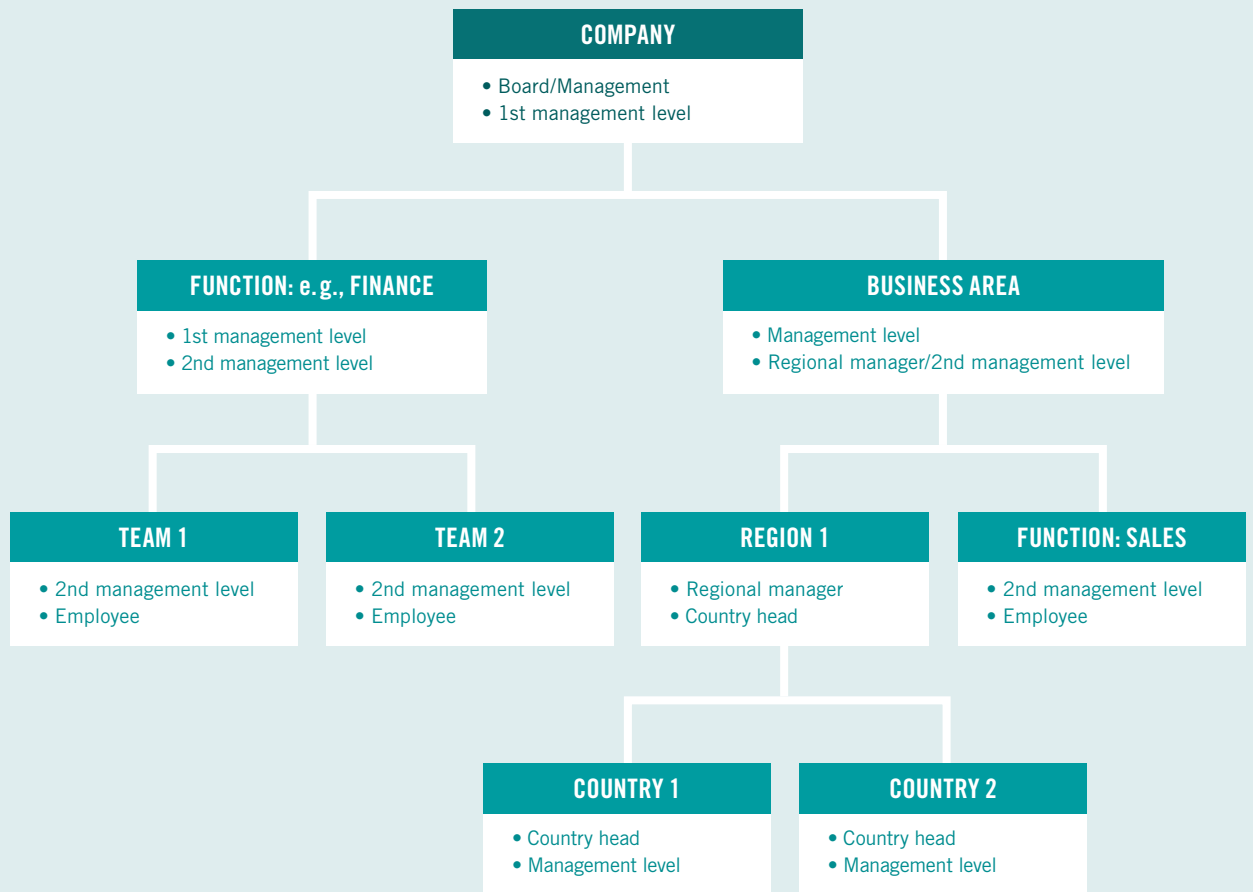 COMPANY
• Board/Management
• 1st management level
FUNCTION: e. g., FINANCE
• 1st management level
• 2nd management level
BUSINESS AREA
• Management level
• Regional manager/2nd management level
TEAM 1
• 2nd management level
• Employee
TEAM 2
• 2nd management level
• Employee
REGION 1
• Regional manager
• Country head
FUNCTION: SALES
• 2nd management level
• Employee
COUNTRY 1
• Country head
• Management level
COUNTRY 2
• Country head
• Management level